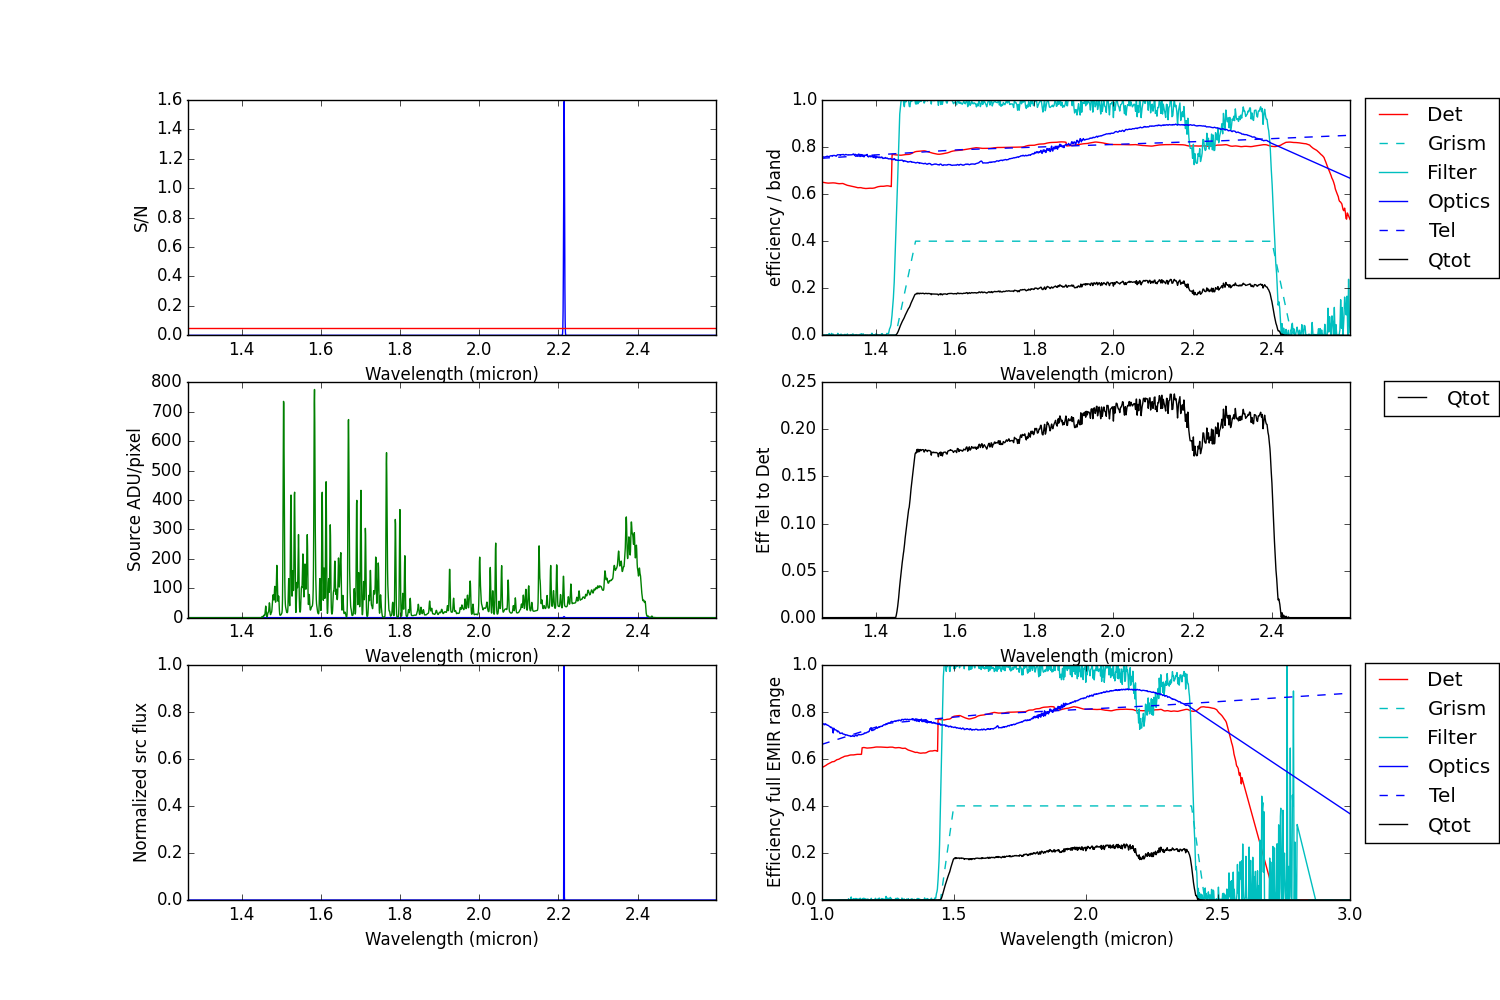 1.6
1.4
1.2
1.0
0.8
0.6
0.4
0.2
0.0
S/N
1.4 1.6 1.8 2.0 2.2 2.4
Wavelength (micron)
1.0
0.8
0.6
0.4
0.2
0.0
efficiency / band
1.4 1.6 1.8 2.0 2.2 2.4
Wavelength (micron)
Det
Grism
Filter
Optics
Tel
Qtot
800
700
600
500
400
300
200
100
0
Source ADU/pixel
1.4 1.6 1.8 2.0 2.2 2.4
Wavelength (micron)
0.25
0.20
0.15
0.10
0.05
0.00
Eff Tel to Det
1.4 1.6 1.8 2.0 2.2 2.4
Wavelength (micron)
Qtot
1.0
0.8
0.6
0.4
0.2
0.0
Normalized src flux
1.4 1.6 1.8 2.0 2.2 2.4
Wavelength (micron)
1.0
0.8
0.6
0.4
0.2
0.0
Efficiency full EMIR range
1.0 1.5 2.0 2.5 3.0
Wavelength (micron)
Det
Grism
Filter
Optics
Tel
Qtot